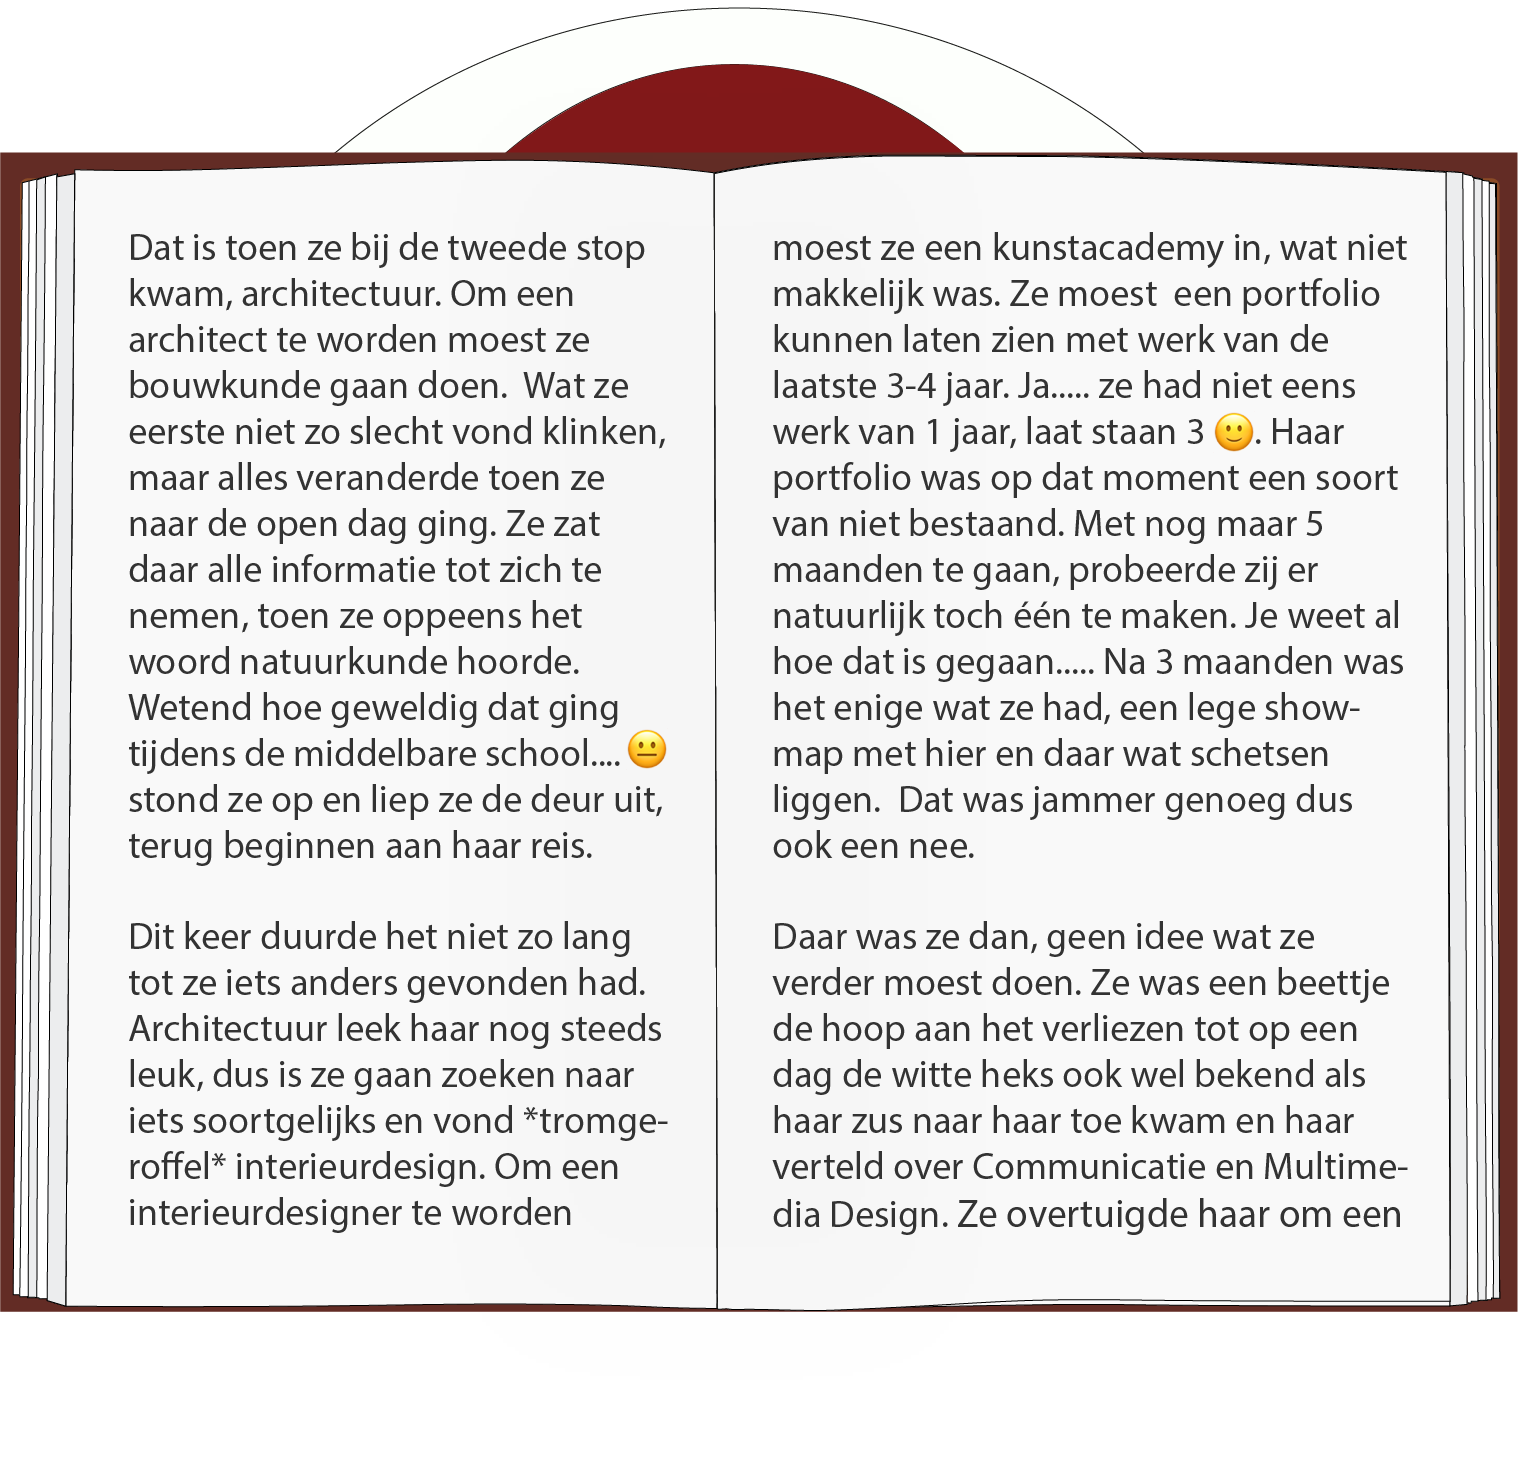 Dat is toen ze bij de tweede stop
kwam, architectuur. Om een
architect te worden moest ze
bouwkunde gaan doen.  Wat ze
eerste niet zo slecht vond klinken,
maar alles veranderde toen ze
naar de open dag ging. Ze zat
daar alle informatie tot zich te
nemen, toen ze oppeens het
woord natuurkunde hoorde.
Wetend hoe geweldig dat ging
tijdens de middelbare school.... 😐
stond ze op en liep ze de deur uit,
terug beginnen aan haar reis.

Dit keer duurde het niet zo lang
tot ze iets anders gevonden had.
Architectuur leek haar nog steeds
leuk, dus is ze gaan zoeken naar
iets soortgelijks en vond *tromge-
roffel* interieurdesign. Om een
interieurdesigner te worden
moest ze een kunstacademy in, wat niet
makkelijk was. Ze moest  een portfolio
kunnen laten zien met werk van de
laatste 3-4 jaar. Ja..... ze had niet eens
werk van 1 jaar, laat staan 3 🙂. Haar
portfolio was op dat moment een soort
van niet bestaand. Met nog maar 5
maanden te gaan, probeerde zij er
natuurlijk toch één te maken. Je weet al
hoe dat is gegaan..... Na 3 maanden was
het enige wat ze had, een lege show-
map met hier en daar wat schetsen
liggen.  Dat was jammer genoeg dus
ook een nee.

Daar was ze dan, geen idee wat ze
verder moest doen. Ze was een beettje
de hoop aan het verliezen tot op een
dag de witte heks ook wel bekend als
haar zus naar haar toe kwam en haar
verteld over Communicatie en Multime-
dia Design. Ze overtuigde haar om een